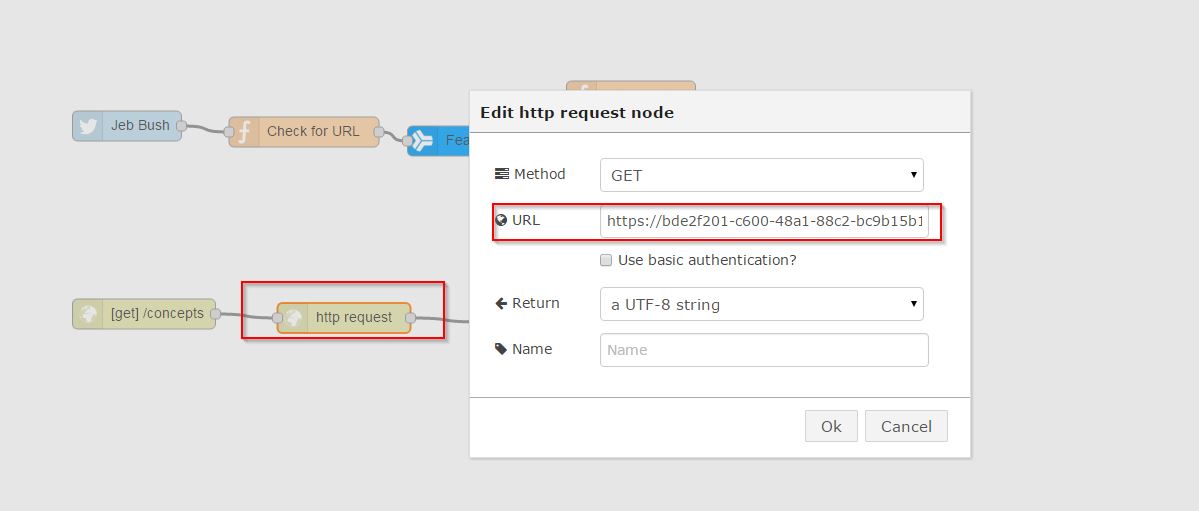 Jeb Bush
Check for URL
Fea
[get] /concepts
http request
Edit http request node
Method
GET
URL
https://bde2f201-c600-48a1-88c2-bc9b15b1
Use basic authentication?
Return
a UTF-8 string
Name
Name
Ok
Cancel